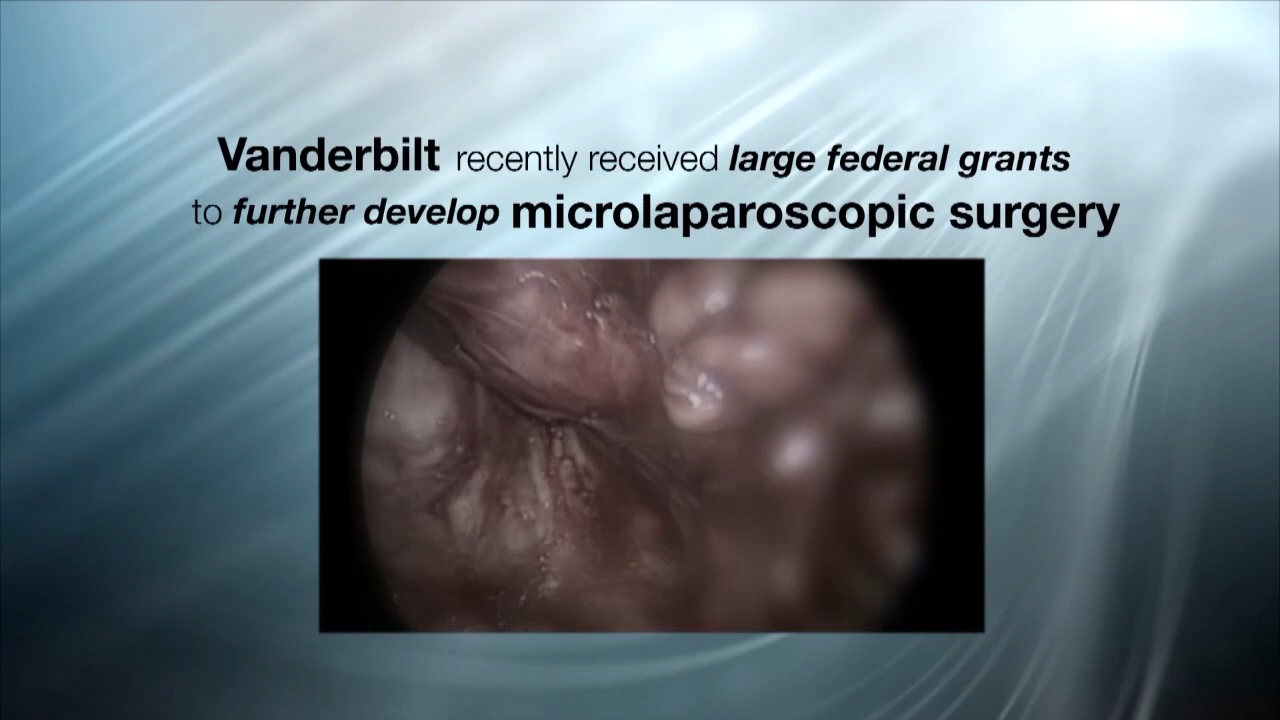 Vanderbilt recently received large federal grants
to further develop microlaparoscopic surgery